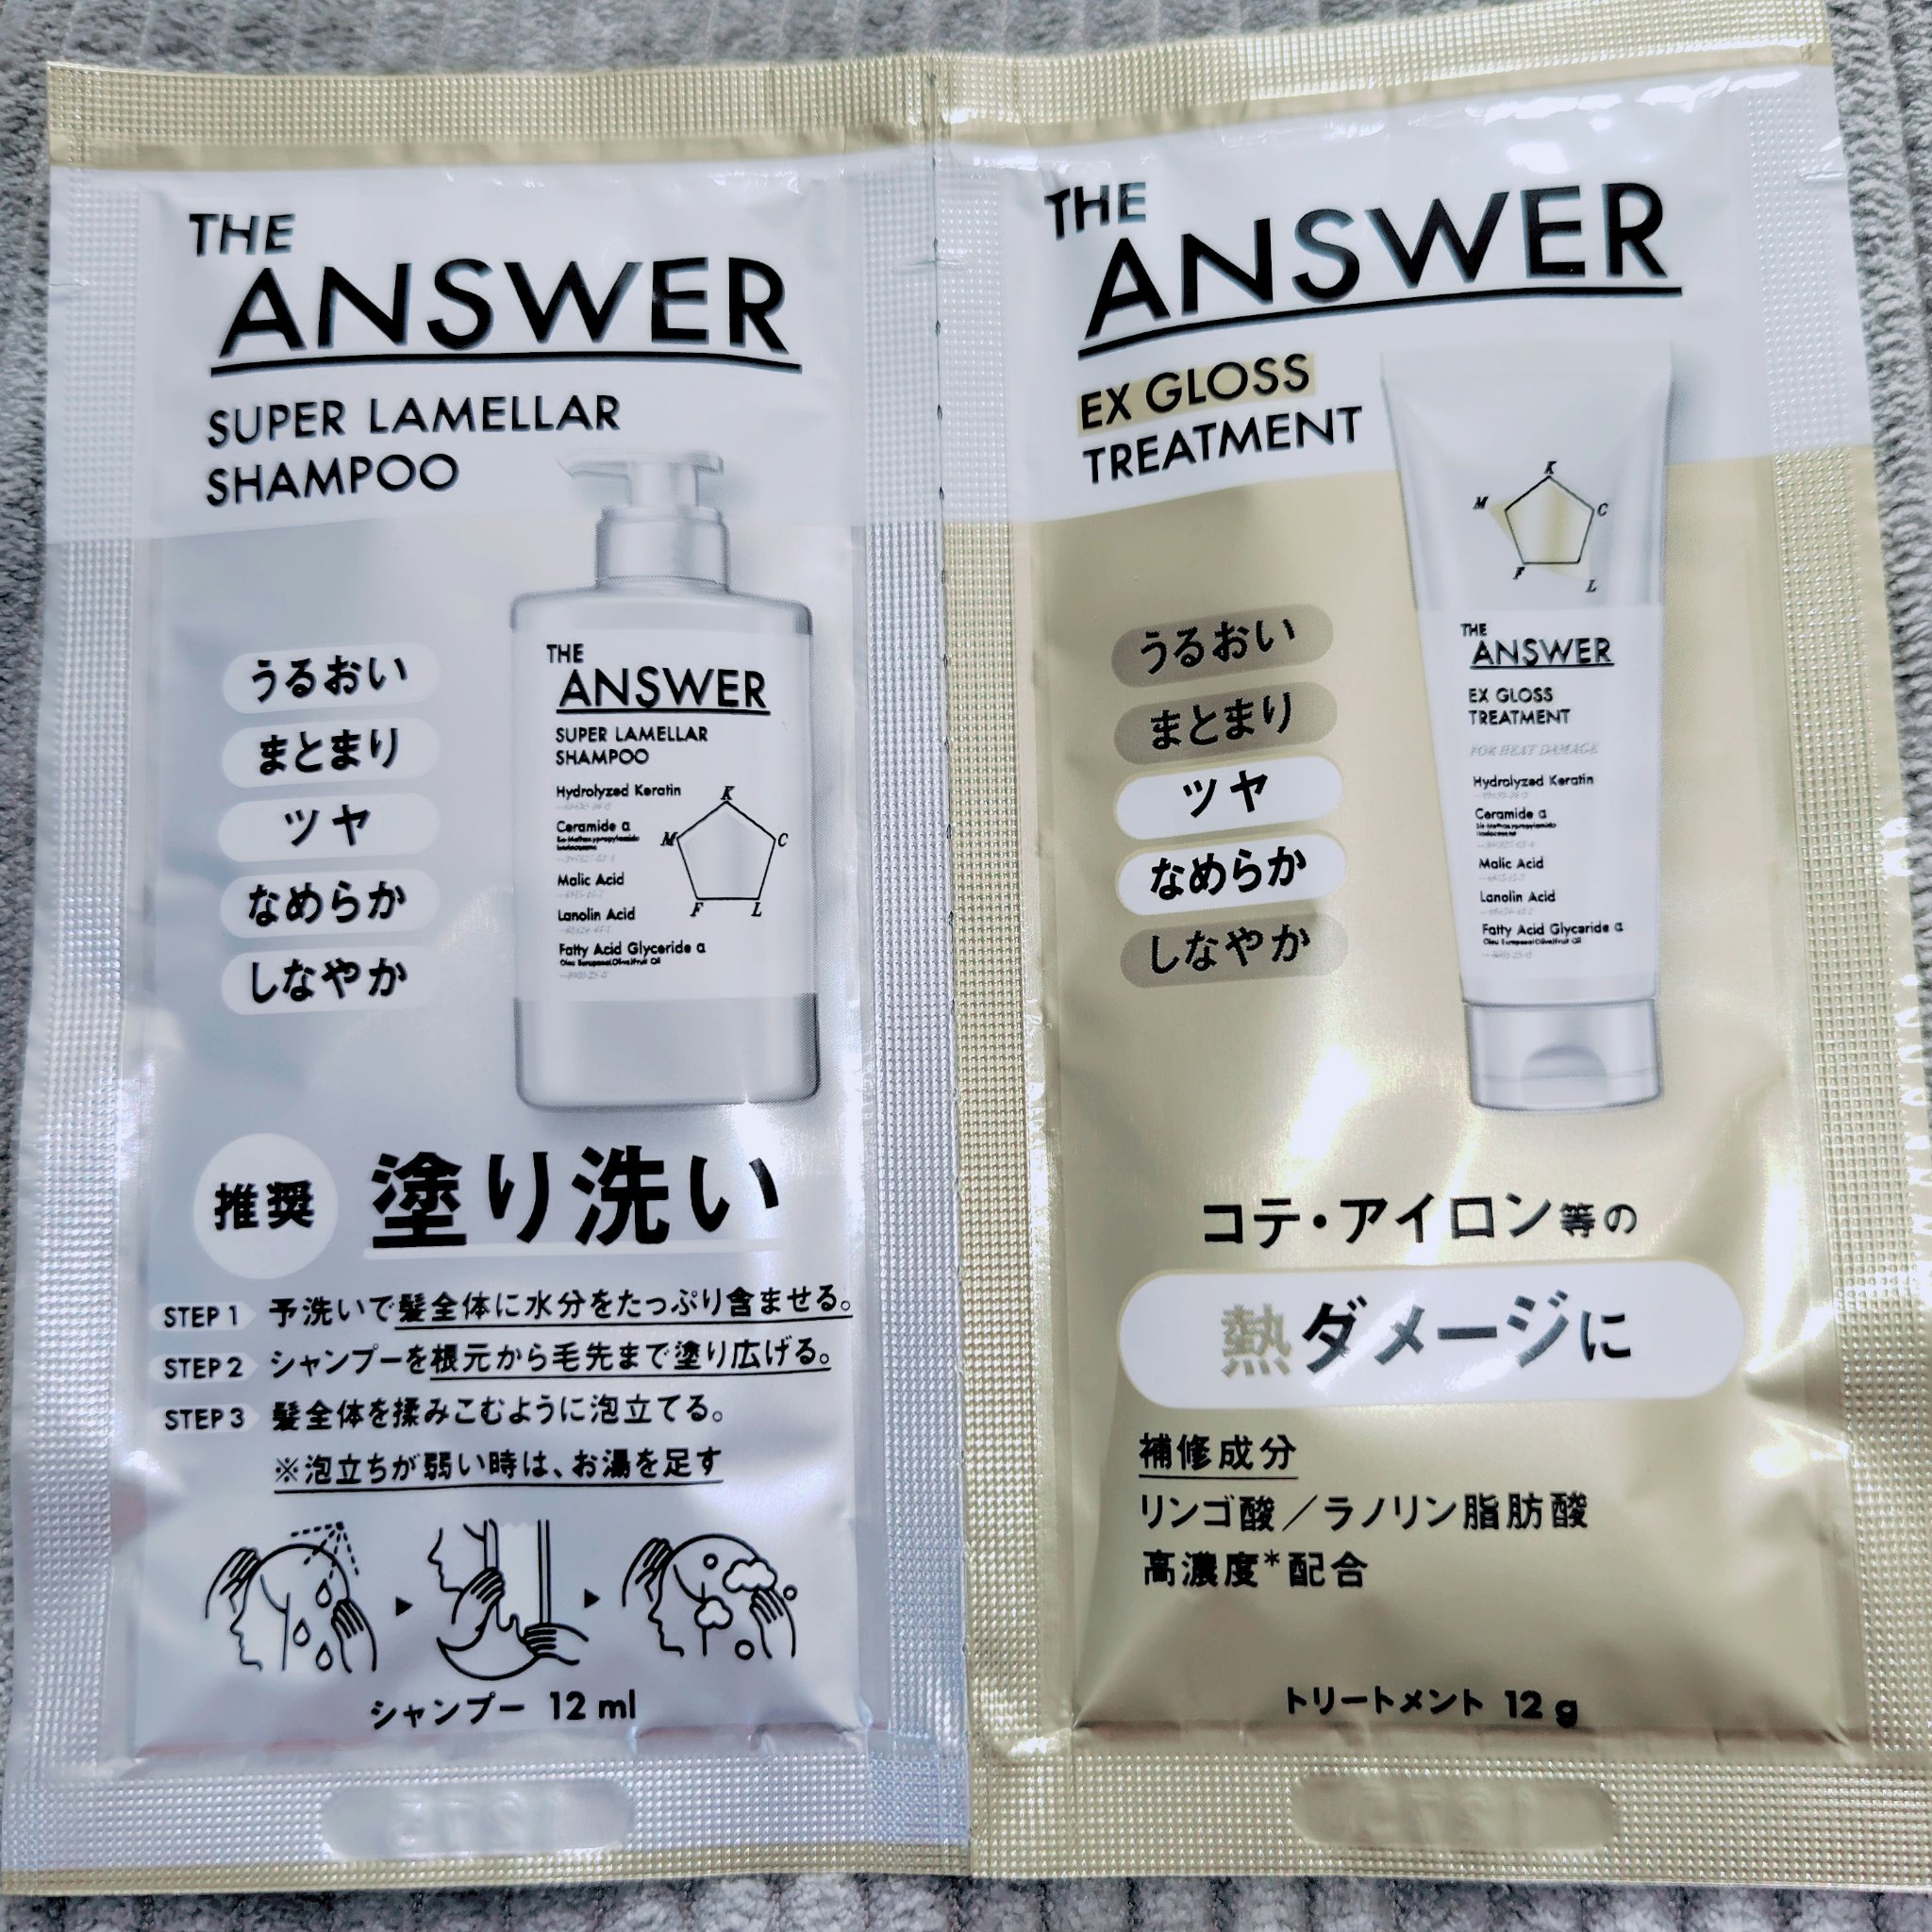 THE
ANSWER
SUPER LAMELLAR
SHAMPOO
うるおい
まとまり
ツヤ
なめらか
しなやか
THE
ANSWER
SUPER LAMELLAR
SHAMPOO
Hydrolyzed Keratin
Ceramide α
Malic Acid
Lanolin Acid
Fatty Acid Glyceride α
K
M
C
F
L
推奨
塗り洗い
STEP 1 予洗いで髪全体に水分をたっぷり含ませる。
STEP 2 シャンプーを根元から毛先まで塗り広げる。
STEP 3 髪全体を揉みこむように泡立てる。
※泡立ちが弱い時は、お湯を足す
シャンプー 12 ml
THE
ANSWER
EX GLOSS
TREATMENT
うるおい
まとまり
ツヤ
なめらか
しなやか
K
M
C
F
L
THE
ANSWER
EX GLOSS
TREATMENT
FOR HEAT DAMAGE
Hydrolyzed Keratin
Ceramide α
Malic Acid
Lanolin Acid
Fatty Acid Glyceride α
コテ・アイロン等の
熱ダメージに
補修成分
リンゴ酸／ラノリン脂肪酸
高濃度*配合
トリートメント 12 g